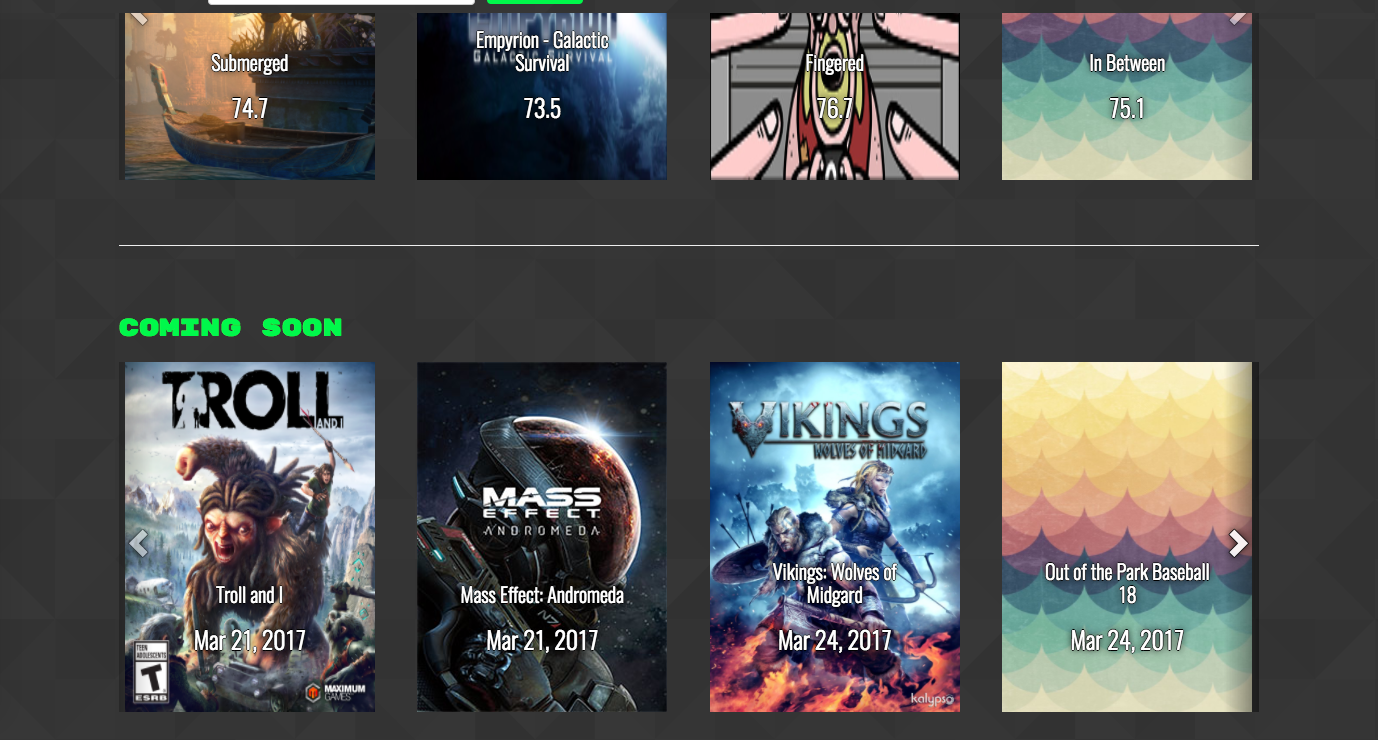 Submerged
74.7
Empyrion - Galactic
Survival
GALACTIC SURVIVAL
73.5
Fingered
76.7
In Between
75.1
COMING SOON
TROLL
AND I
Troll and I
Mar 21, 2017
TEEN
ADOLESCENTS
T
ESRB
MAXIMUM
GAMES
MASS
EFFECT
ANDROMEDA
N7
Mass Effect: Andromeda
Mar 21, 2017
VIKINGS
WOLVES OF MIDGARD
Vikings: Wolves of
Midgard
Mar 24, 2017
kalypso
Out of the Park Baseball
18
Mar 24, 2017